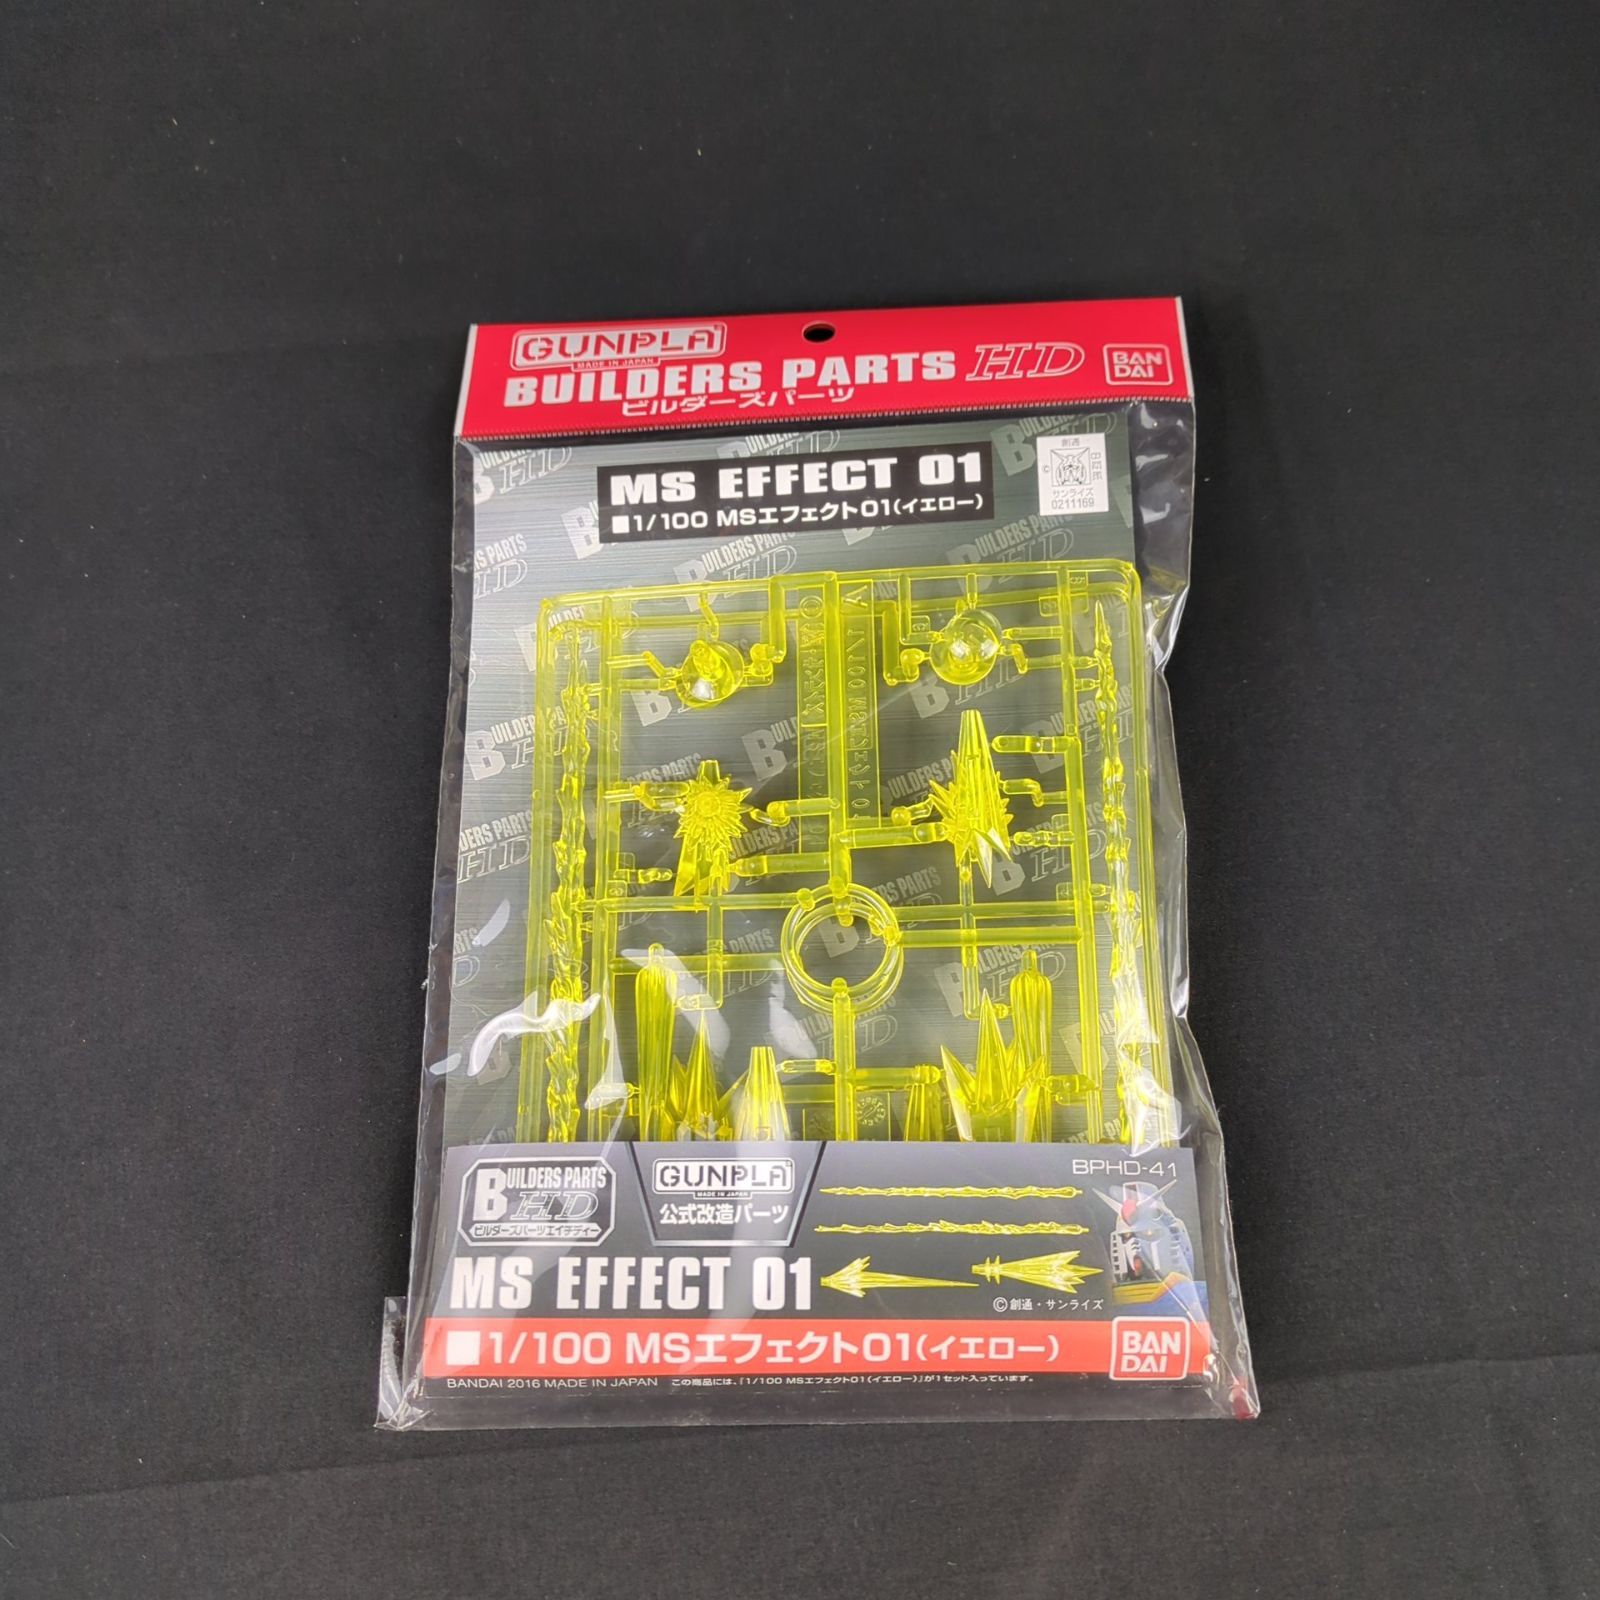 GUNPLA
MADE IN JAPAN
BUILDERS PARTS HD
ビルダーズパーツ
BAN
DAI
MS EFFECT 01
■1/100 MSエフェクト01(イエロー)
創通
©
サンライズ
0211169
BUILDERS PARTS
HD
ビルダーズパーツエイチディー
GUNPLA
MADE IN JAPAN
公式改造パーツ
BPHD-41
MS EFFECT 01
©創通・サンライズ
■1/100 MSエフェクト01(イエロー)
BAN
DAI
BANDAI 2016 MADE IN JAPAN この商品には、「1/100 MSエフェクト01(イエロー)」が1セット入っています。